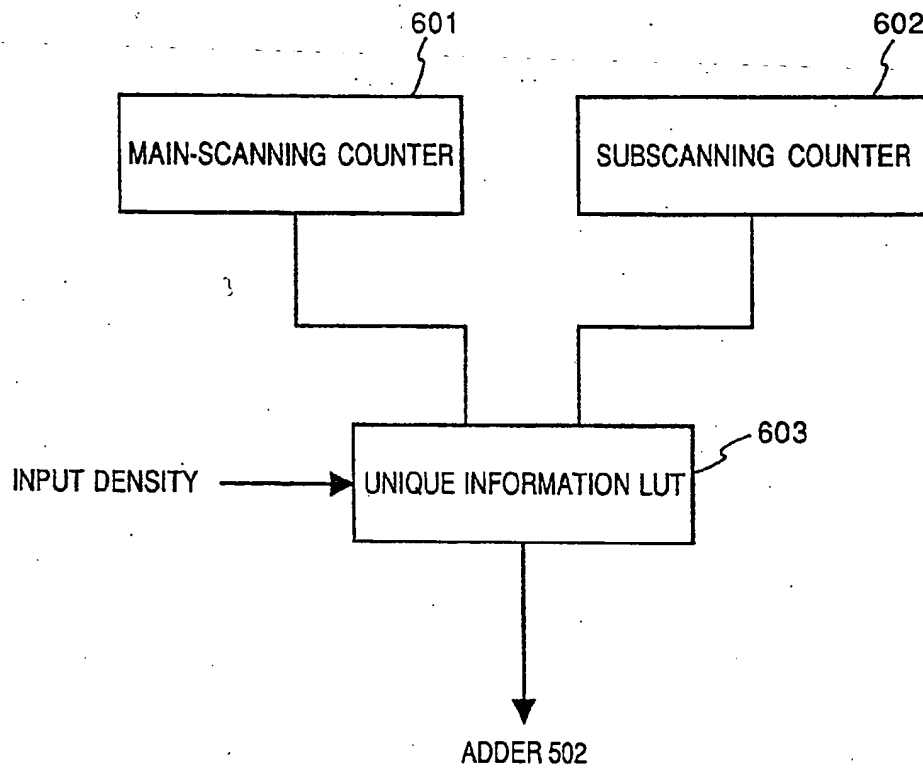 601
602
MAIN-SCANNING COUNTER
SUBSCANNING COUNTER
603
INPUT DENSITY
UNIQUE INFORMATION LUT
ADDER 502